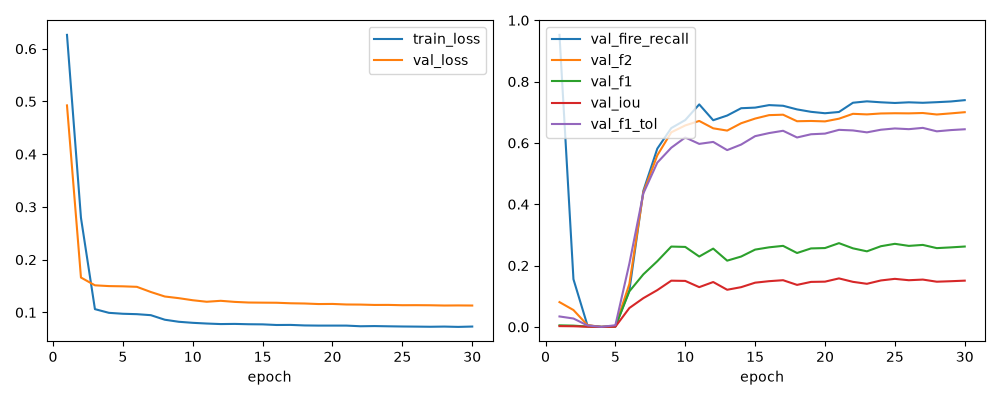 train_loss
val_loss
0.6
0.5
0.4
0.3
0.2
0.1
0 5 10 15 20 25 30
epoch
val_fire_recall
val_f2
val_f1
val_iou
val_f1_tol
1.0
0.8
0.6
0.4
0.2
0.0
0 5 10 15 20 25 30
epoch